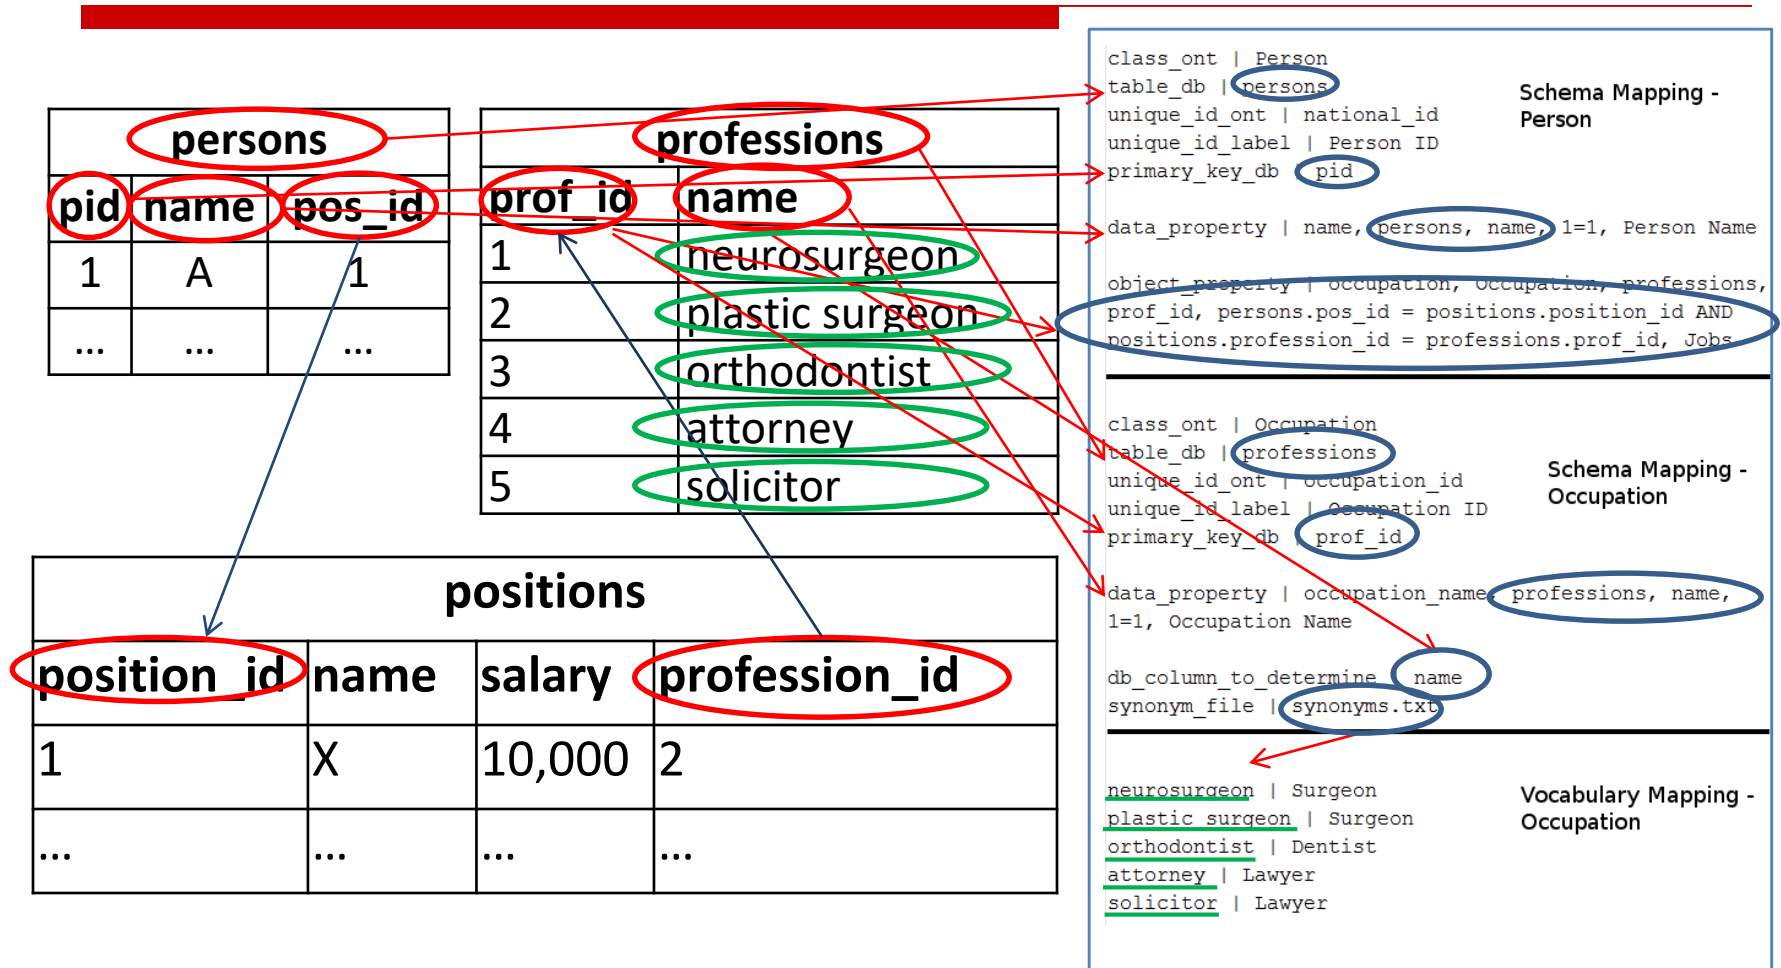 persons
pid name pos_id
1 A 1
... ... ...
professions
prof_id name
1 neurosurgeon
2 plastic surgeon
3 orthodontist
4 attorney
5 solicitor
positions
position_id name salary profession_id
1 X 10,000 2
... ... ... ...
class_ont | Person
table_db | persons
unique_id_ont | national_id
unique_id_label | Person ID
primary_key_db | pid
Schema Mapping -
Person
data_property | name, persons, name, 1=1, Person Name
object_property | occupation, Occupation, professions,
prof_id, persons.pos_id = positions.position_id AND
positions.profession_id = professions.prof_id, Jobs
class_ont | Occupation
table_db | professions
unique_id_ont | occupation_id
unique_id_label | Occupation ID
primary_key_db | prof_id
Schema Mapping -
Occupation
data_property | occupation_name, professions, name,
1=1, Occupation Name
db_column_to_determine | name
synonym_file | synonyms.txt
neurosurgeon | Surgeon
plastic surgeon | Surgeon
orthodontist | Dentist
attorney | Lawyer
solicitor | Lawyer
Vocabulary Mapping -
Occupation